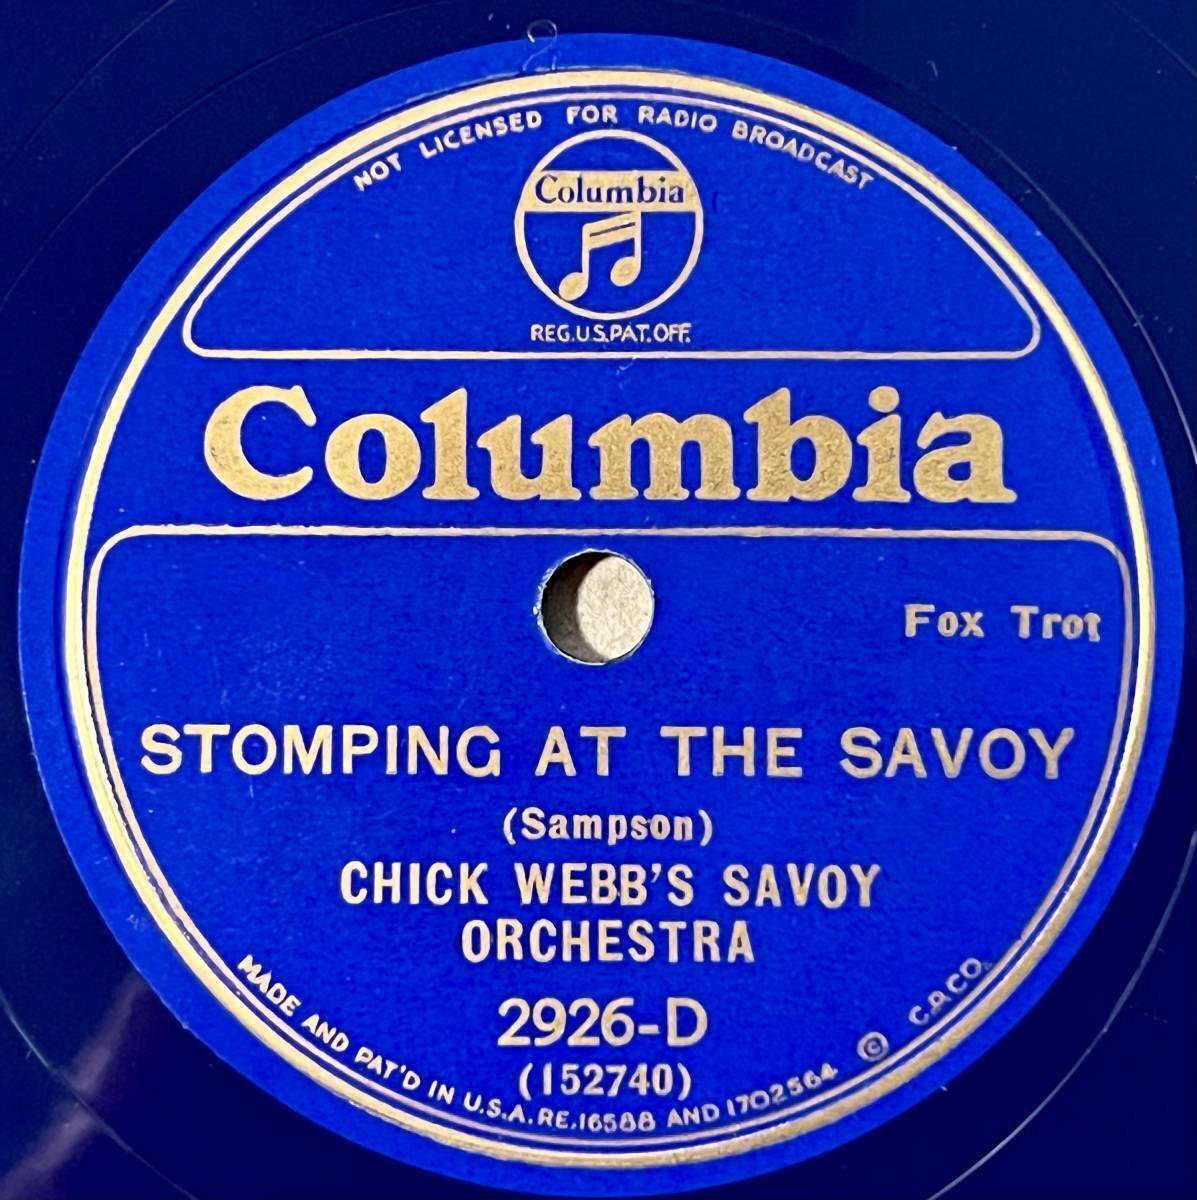 NOT LICENSED FOR RADIO BROADCAST
Columbia
REG.U.S.PAT.OFF.
Columbia
Fox Trot
STOMPING AT THE SAVOY
(Sampson)
CHICK WEBB'S SAVOY
ORCHESTRA
2926-D
(152740)
MADE AND PAT'D IN U.S.A. RE.16588 AND 1702564 © C.P.CO.